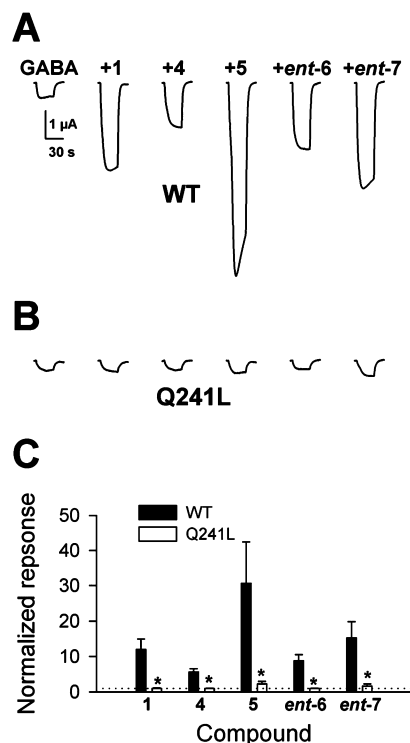 A
GABA +1 +4 +5 +ent-6 +ent-7
1 µA
30 s
WT
B
Q241L
C
Normalized repsonse
50
40
30
20
10
0
WT
Q241L
* * * * *
1 4 5 ent-6 ent-7
Compound